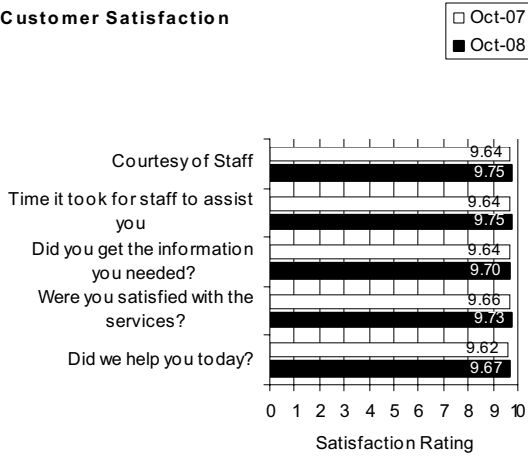 Customer Satisfaction
Oct-07
Oct-08
Courtesy of Staff
9.64
9.75
Time it took for staff to assist
you
9.64
9.75
Did you get the information
you needed?
9.64
9.70
Were you satisfied with the
services?
9.66
9.73
Did we help you today?
9.62
9.67
0 1 2 3 4 5 6 7 8 9 10
Satisfaction Rating